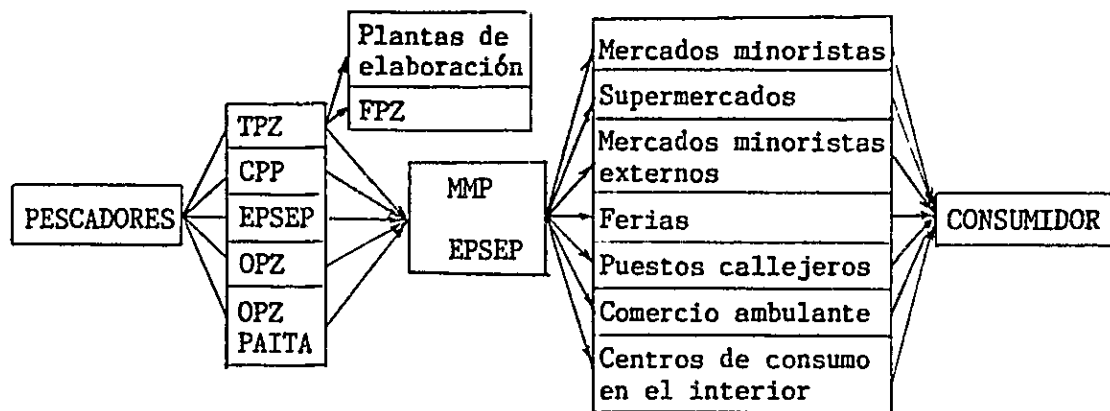 PESCADORES
TPZ
CPP
EPSEP
OPZ
OPZ
PAITA
Plantas de
elaboración
FPZ
MMP
EPSEP
Mercados minoristas
Supermercados
Mercados minoristas
externos
Ferias
Puestos callejeros
Comercio ambulante
Centros de consumo
en el interior
CONSUMIDOR